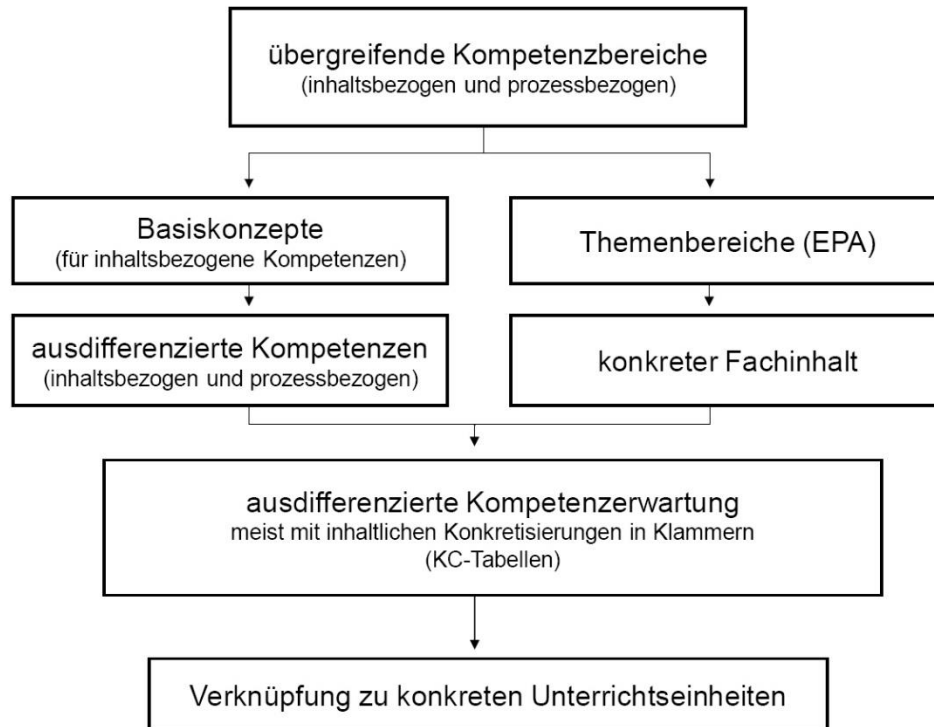 übergreifende Kompetenzbereiche
(inhaltsbezogen und prozessbezogen)
Basiskonzepte
(für inhaltsbezogene Kompetenzen)
Themenbereiche (EPA)
ausdifferenzierte Kompetenzen
(inhaltsbezogen und prozessbezogen)
konkreter Fachinhalt
ausdifferenzierte Kompetenzerwartung
meist mit inhaltlichen Konkretisierungen in Klammern
(KC-Tabellen)
Verknüpfung zu konkreten Unterrichtseinheiten